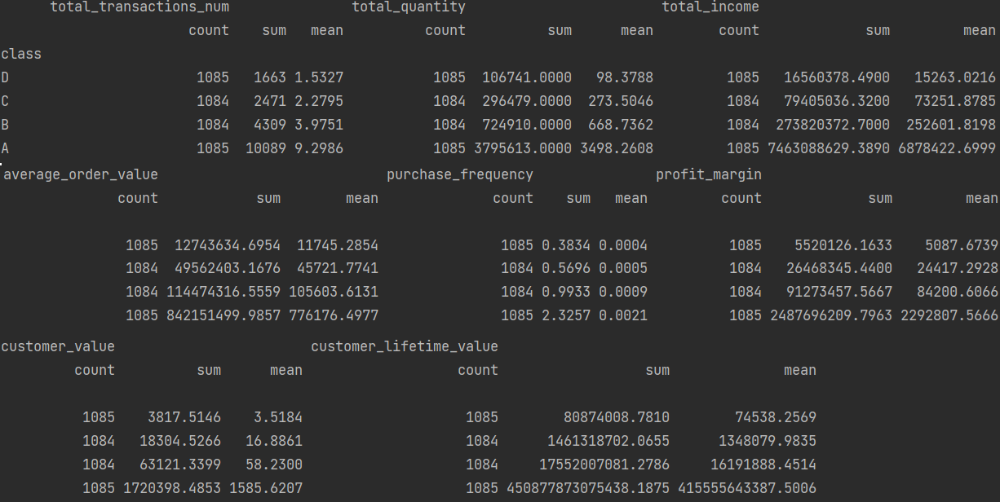 total_transactions_num total_quantity total_income
count sum mean count sum mean count sum mean
class
D 1085 1663 1.5327 1085 106741.0000 98.3788 1085 16560378.4900 15263.0216
C 1084 2471 2.2795 1084 296479.0000 273.5046 1084 79405036.3200 73251.8785
B 1084 4309 3.9751 1084 724910.0000 668.7362 1084 273820372.7000 252601.8198
A 1085 10089 9.2986 1085 3795613.0000 3498.2608 1085 7463088629.3890 6878422.6999
average_order_value purchase_frequency profit_margin
count sum mean count sum mean count sum mean
1085 12743634.6954 11745.2854 1085 0.3834 0.0004 1085 5520126.1633 5087.6739
1084 49562403.1676 45721.7741 1084 0.5696 0.0005 1084 26468345.4400 24417.2928
1084 114474316.5559 105603.6131 1084 0.9933 0.0009 1084 91273457.5667 84200.6066
1085 842151499.9857 776176.4977 1085 2.3257 0.0021 1085 2487696209.7963 2292807.5666
customer_value customer_lifetime_value
count sum mean count sum mean
1085 3817.5146 3.5184 1085 80874008.7810 74538.2569
1084 18304.5266 16.8861 1084 1461318702.0655 1348079.9835
1084 63121.3399 58.2300 1084 17552007081.2786 16191888.4514
1085 1720398.4853 1585.6207 1085 450877873075438.1875 415555643387.5006